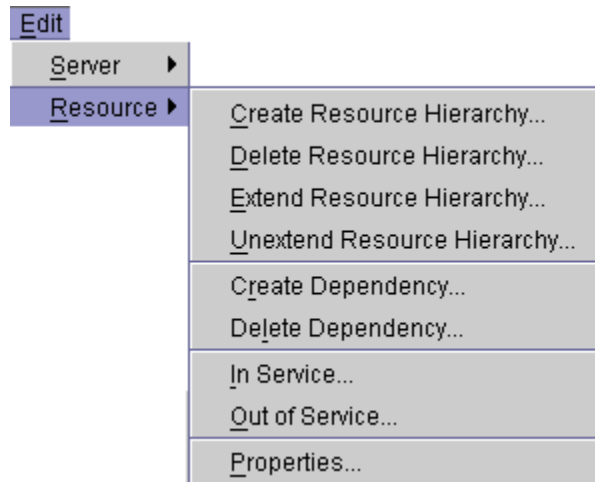 Edit
Server
Resource
Create Resource Hierarchy...
Delete Resource Hierarchy...
Extend Resource Hierarchy...
Unextend Resource Hierarchy...
Create Dependency...
Delete Dependency...
In Service...
Out of Service...
Properties...